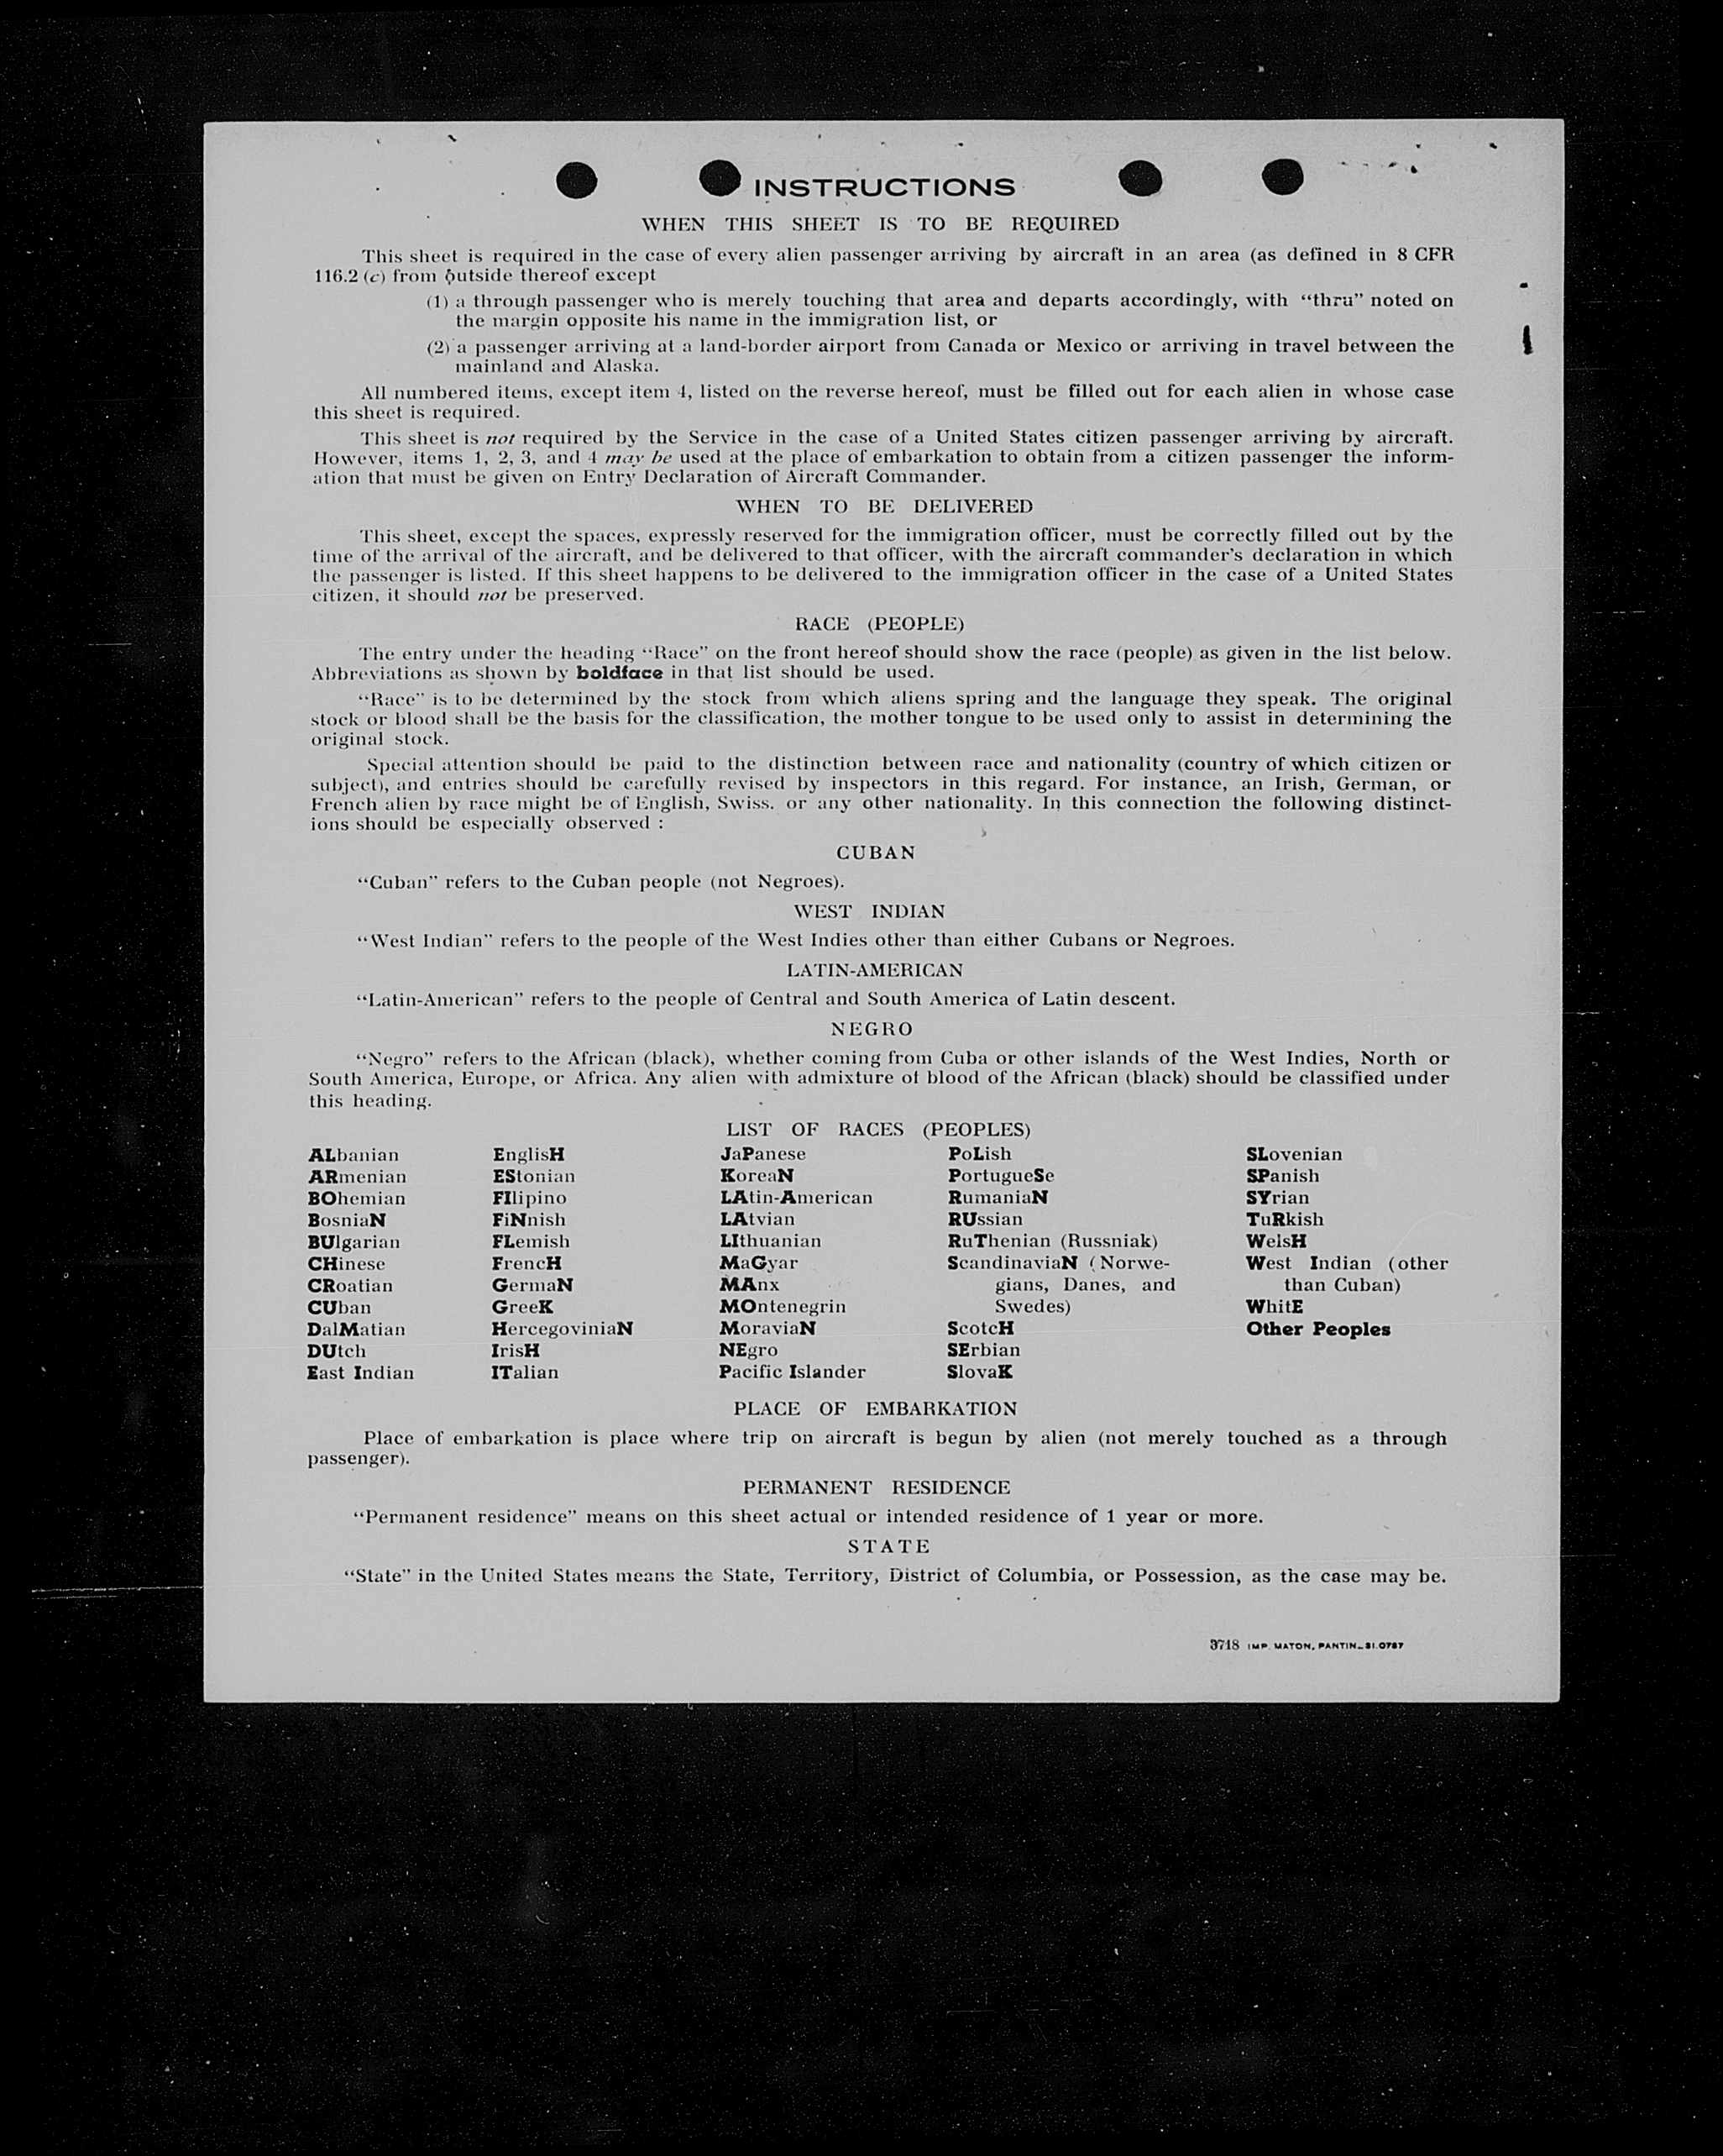 INSTRUCTIONS
WHEN THIS SHEET IS TO BE REQUIRED
This sheet is required in the case of every alien passenger arriving by aircraft in an area (as defined in 8 CFR
116.2 (c) from outside thereof except
(1) a through passenger who is merely touching that area and departs accordingly, with “thru” noted on
the margin opposite his name in the immigration list, or
(2) a passenger arriving at a land-border airport from Canada or Mexico or arriving in travel between the
mainland and Alaska.
All numbered items, except item 4, listed on the reverse hereof, must be filled out for each alien in whose case
this sheet is required.
This sheet is not required by the Service in the case of a United States citizen passenger arriving by aircraft.
However, items 1, 2, 3, and 4 may be used at the place of embarkation to obtain from a citizen passenger the inform-
ation that must be given on Entry Declaration of Aircraft Commander.
WHEN TO BE DELIVERED
This sheet, except the spaces, expressly reserved for the immigration officer, must be correctly filled out by the
time of the arrival of the aircraft, and be delivered to that officer, with the aircraft commander’s declaration in which
the passenger is listed. If this sheet happens to be delivered to the immigration officer in the case of a United States
citizen, it should not be preserved.
RACE (PEOPLE)
The entry under the heading “Race” on the front hereof should show the race (people) as given in the list below.
Abbreviations as shown by boldface in that list should be used.
“Race” is to be determined by the stock from which aliens spring and the language they speak. The original
stock or blood shall be the basis for the classification, the mother tongue to be used only to assist in determining the
original stock.
Special attention should be paid to the distinction between race and nationality (country of which citizen or
subject), and entries should be carefully revised by inspectors in this regard. For instance, an Irish, German, or
French alien by race might be of English, Swiss. or any other nationality. In this connection the following distinct-
ions should be especially observed :
CUBAN
“Cuban” refers to the Cuban people (not Negroes).
WEST INDIAN
“West Indian” refers to the people of the West Indies other than either Cubans or Negroes.
LATIN-AMERICAN
“Latin-American” refers to the people of Central and South America of Latin descent.
NEGRO
“Negro” refers to the African (black), whether coming from Cuba or other islands of the West Indies, North or
South America, Europe, or Africa. Any alien with admixture of blood of the African (black) should be classified under
this heading.
LIST OF RACES (PEOPLES)
ALbanian
ARmenian
BOhemian
BosniaN
BUlgarian
CHinese
CRoatian
CUban
DalMatian
DUtch
East Indian
EnglisH
EStonian
FIlipino
FiNnish
FLemish
FrencH
GermaN
GreeK
HercegoviniaN
IrisH
ITalian
JaPanese
KoreaN
LAtin-American
LAtvian
LIthuanian
MaGyar
MAnx
MOntenegrin
MoraviaN
NEgro
Pacific Islander
PoLish
PortugueSe
RumaniaN
RUssian
RuThenian (Russniak)
ScandinaviaN (Norwe-
gians, Danes, and
Swedes)
ScotcH
SErbian
SlovaK
SLovenian
SPanish
SYrian
TuRkish
WelsH
West Indian (other
than Cuban)
WhitE
Other Peoples
PLACE OF EMBARKATION
Place of embarkation is place where trip on aircraft is begun by alien (not merely touched as a through
passenger).
PERMANENT RESIDENCE
“Permanent residence” means on this sheet actual or intended residence of 1 year or more.
STATE
“State” in the United States means the State, Territory, District of Columbia, or Possession, as the case may be.
3718 IMP. MATON, PANTIN_31.0787